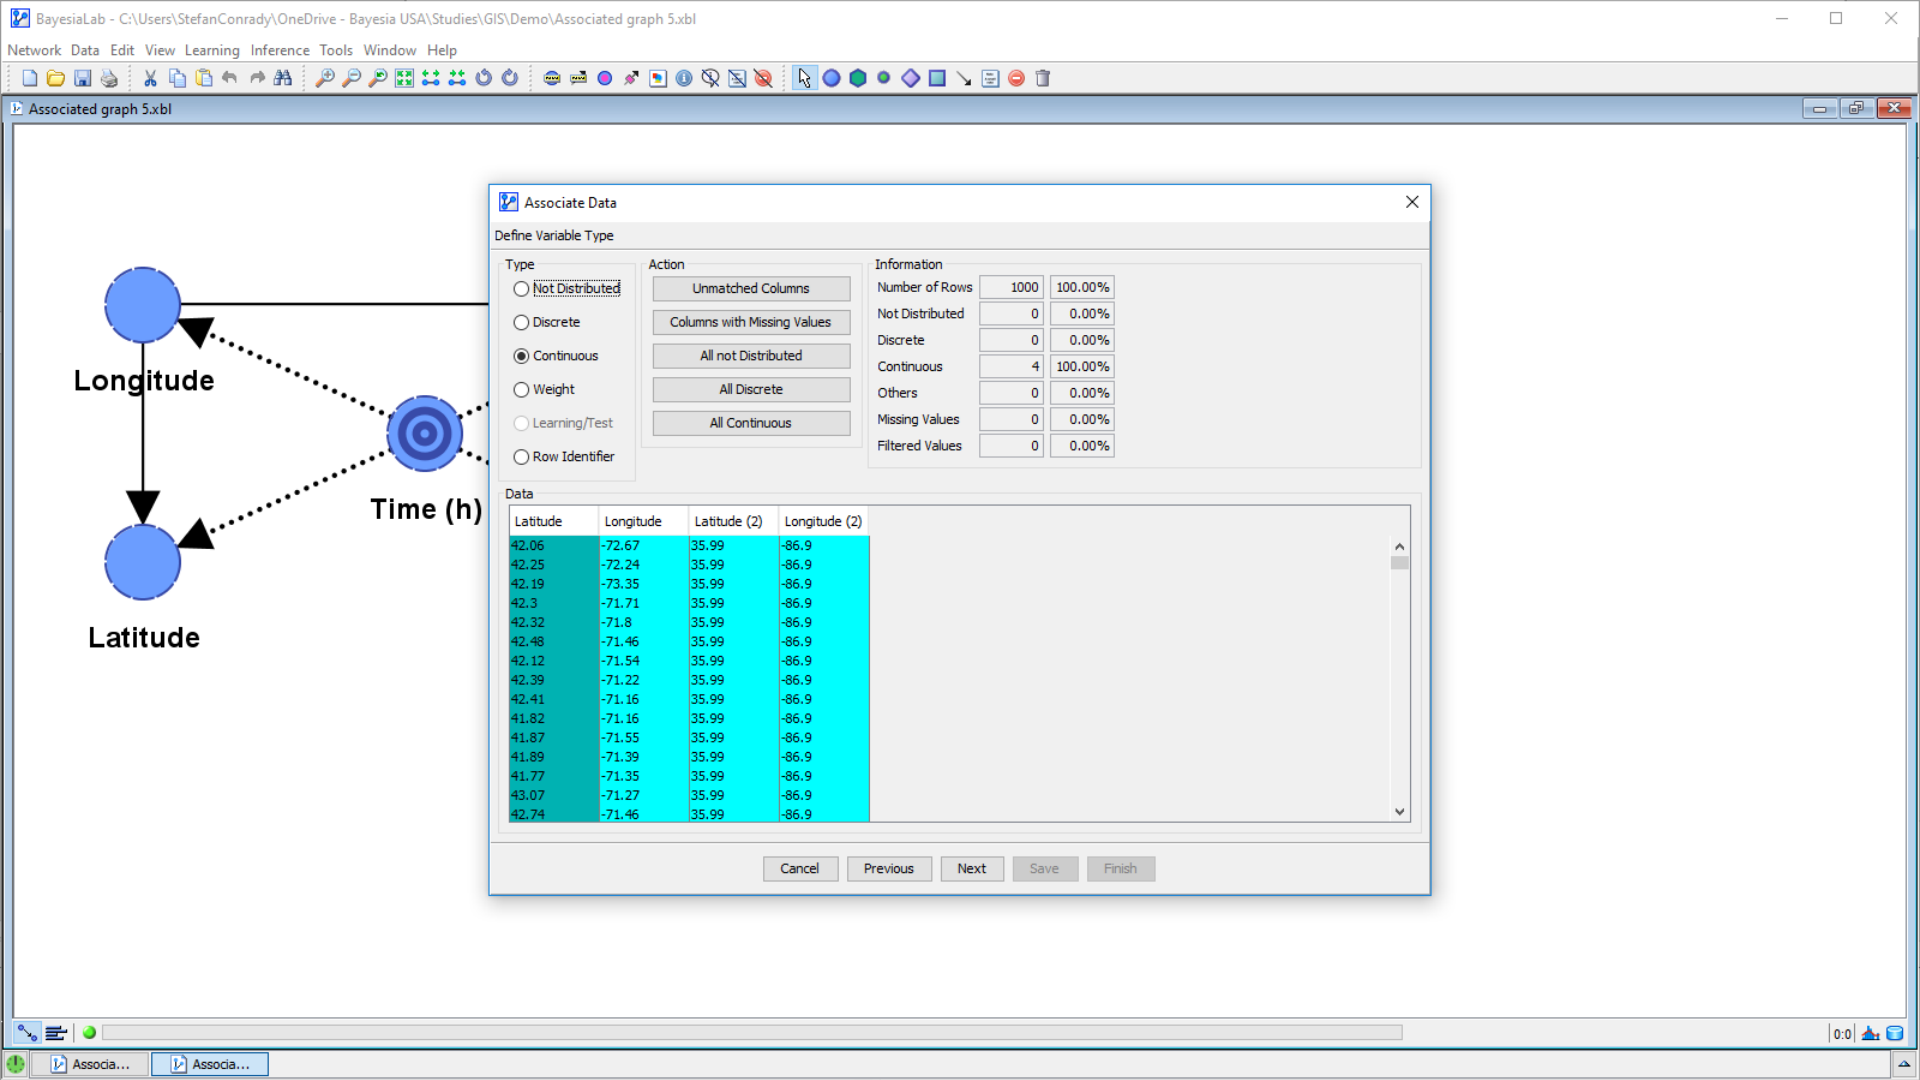 BayesiaLab - C:\Users\StefanConrady\OneDrive - Bayesia USA\Studies\GIS\Demo\Associated graph 5.xbl
Network Data Edit View Learning Inference Tools Window Help
Associated graph 5.xbl
Longitude
Time (h)
Latitude
Associate Data
Define Variable Type
Type
Not Distributed
Discrete
Continuous
Weight
Learning/Test
Row Identifier
Action
Unmatched Columns
Columns with Missing Values
All not Distributed
All Discrete
All Continuous
Information
Number of Rows 1000 100.00%
Not Distributed 0 0.00%
Discrete 0 0.00%
Continuous 4 100.00%
Others 0 0.00%
Missing Values 0 0.00%
Filtered Values 0 0.00%
Data
Latitude Longitude Latitude (2) Longitude (2)
42.06 -72.67 35.99 -86.9
42.25 -72.24 35.99 -86.9
42.19 -73.35 35.99 -86.9
42.3 -71.71 35.99 -86.9
42.32 -71.8 35.99 -86.9
42.48 -71.46 35.99 -86.9
42.12 -71.54 35.99 -86.9
42.39 -71.22 35.99 -86.9
42.41 -71.16 35.99 -86.9
41.82 -71.16 35.99 -86.9
41.87 -71.55 35.99 -86.9
41.89 -71.39 35.99 -86.9
41.77 -71.35 35.99 -86.9
43.07 -71.27 35.99 -86.9
42.74 -71.46 35.99 -86.9
Cancel Previous Next Save Finish
0:0
Associa... Associa...